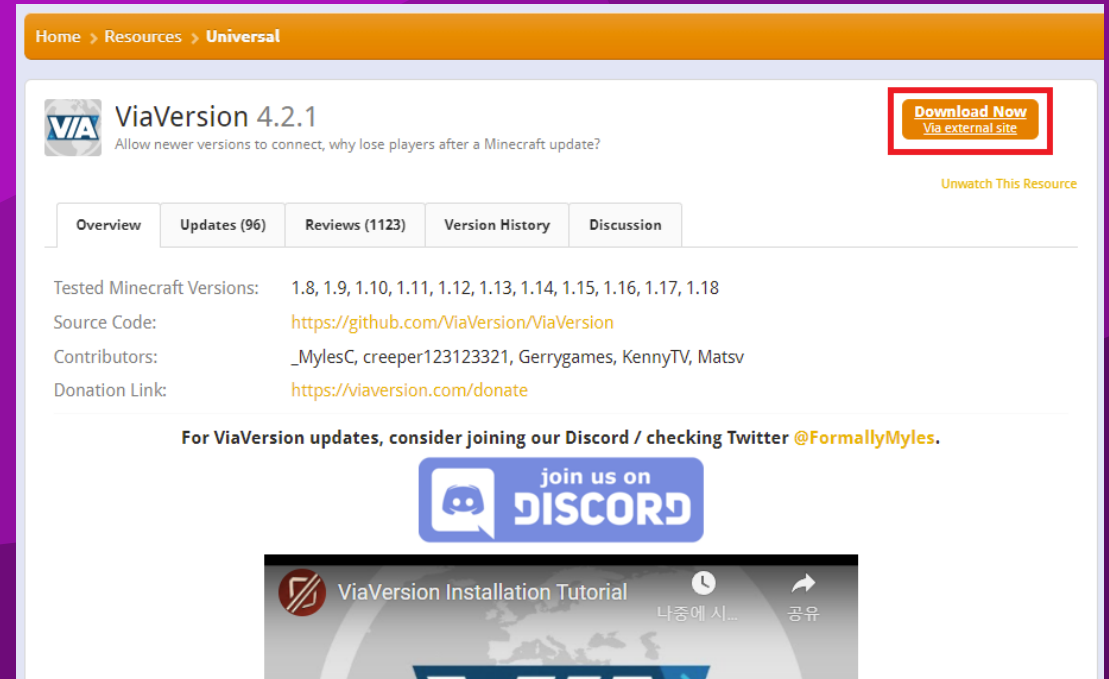 Home > Resources > Universal
VIA
ViaVersion 4.2.1
Allow newer versions to connect, why lose players after a Minecraft update?
Download Now
Via external site
Unwatch This Resource
Overview Updates (96) Reviews (1123) Version History Discussion
Tested Minecraft Versions: 1.8, 1.9, 1.10, 1.11, 1.12, 1.13, 1.14, 1.15, 1.16, 1.17, 1.18
Source Code: https://github.com/ViaVersion/ViaVersion
Contributors: _MylesC, creeper123123321, Gerrygames, KennyTV, Matsv
Donation Link: https://viaversion.com/donate
For ViaVersion updates, consider joining our Discord / checking Twitter @FormallyMyles.
join us on
DISCORD
ViaVersion Installation Tutorial
나중에 시... 공유